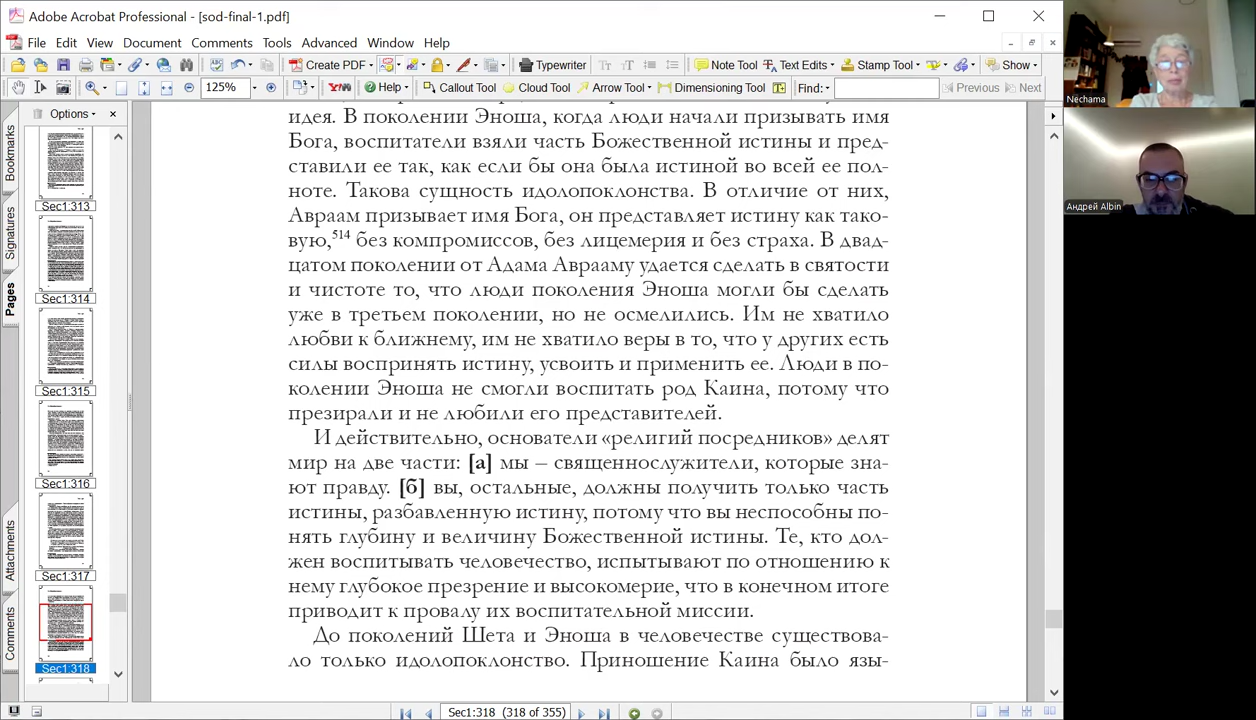 Adobe Acrobat Professional - [sod-final-1.pdf]
File Edit View Document Comments Tools Advanced Window Help
Create PDF Typewriter Note Tool Text Edits Stamp Tool Show
125% Y!N Help Callout Tool Cloud Tool Arrow Tool Dimensioning Tool Find: Previous Next
Options
Bookmarks
Signatures
Pages
Attachments
Comments
Sec1:313
Sec1:314
Sec1:315
Sec1:316
Sec1:317
Sec1:318
идея. В поколении Эноша, когда люди начали призывать имя
Бога, воспитатели взяли часть Божественной истины и пред-
ставили ее так, как если бы она была истиной во всей ее пол-
ноте. Такова сущность идолопоклонства. В отличие от них,
Авраам призывает имя Бога, он представляет истину как тако-
вую,514 без компромиссов, без лицемерия и без страха. В двад-
цатом поколении от Адама Аврааму удается сделать в святости
и чистоте то, что люди поколения Эноша могли бы сделать
уже в третьем поколении, но не осмелились. Им не хватило
любви к ближнему, им не хватило веры в то, что у других есть
силы воспринять истину, усвоить и применить ее. Люди в по-
колении Эноша не смогли воспитать род Каина, потому что
презирали и не любили его представителей.
И действительно, основатели «религий посредников» делят
мир на две части: [а] мы – священнослужители, которые зна-
ют правду. [б] вы, остальные, должны получить только часть
истины, разбавленную истину, потому что вы неспособны по-
нять глубину и величину Божественной истины. Те, кто дол-
жен воспитывать человечество, испытывают по отношению к
нему глубокое презрение и высокомерие, что в конечном итоге
приводит к провалу их воспитательной миссии.
До поколений Шета и Эноша в человечестве существова-
ло только идолопоклонство. Приношение Каина было язы-
Sec1:318 (318 of 355)
Nechama
Андрей Albin